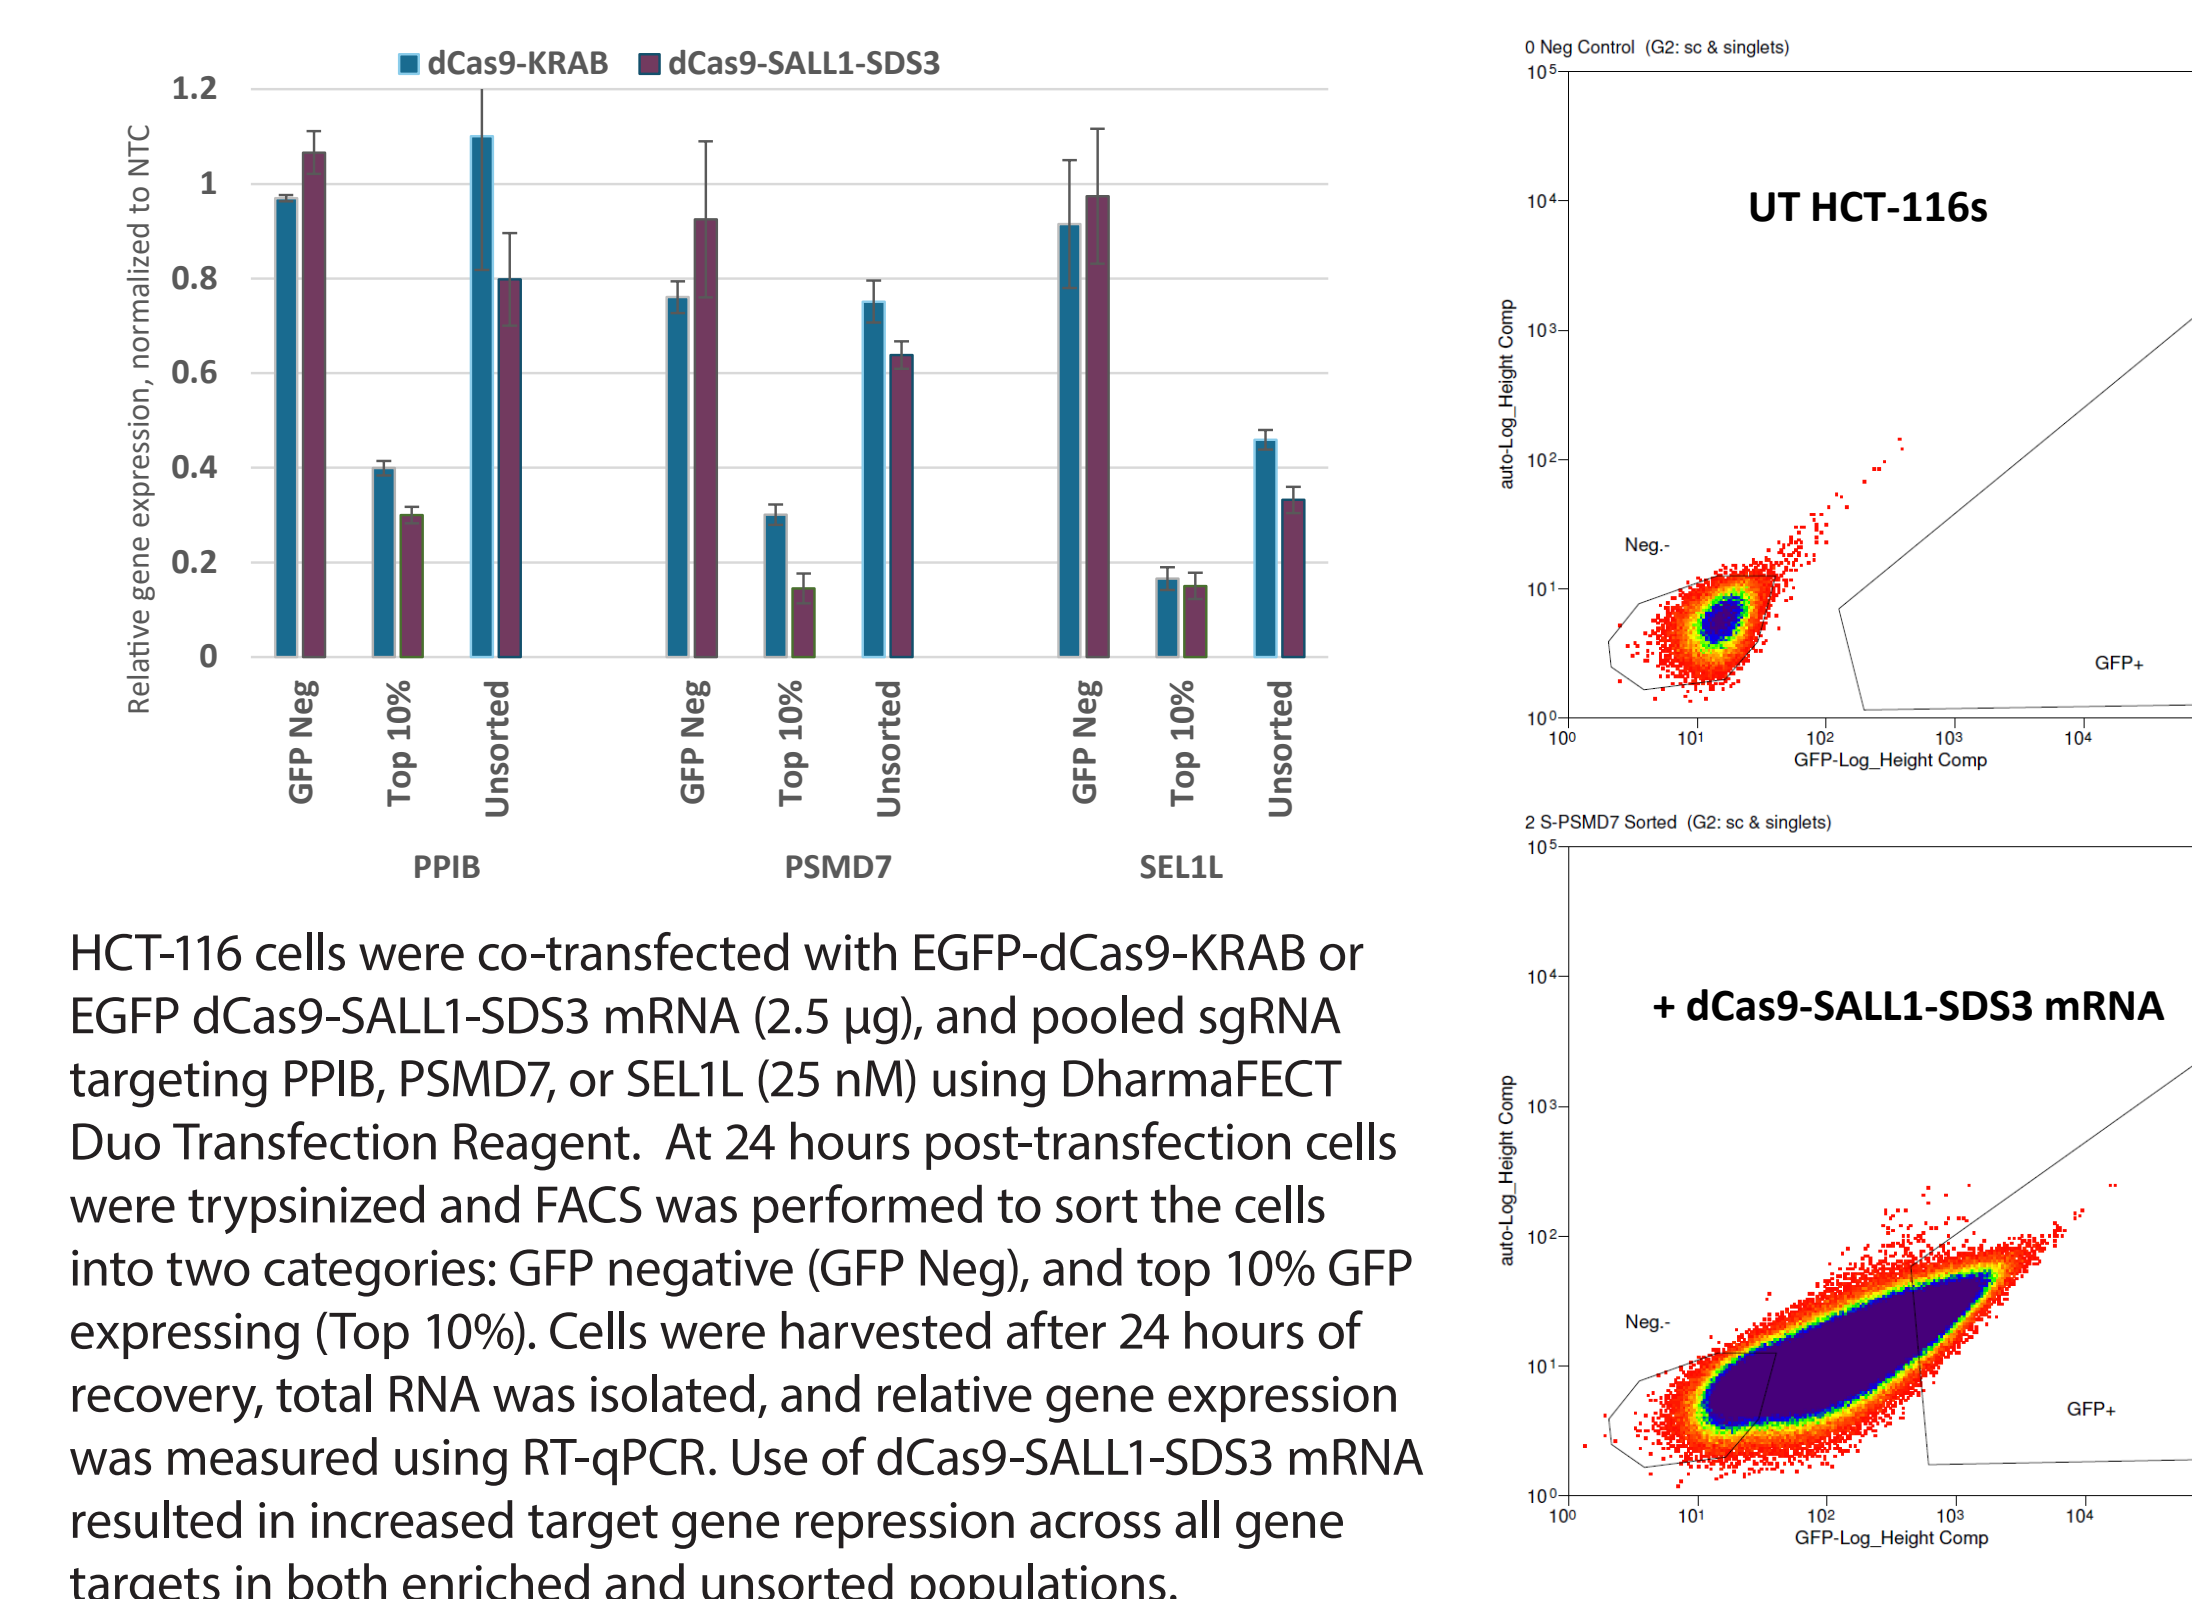 dCas9-KRAB dCas9-SALL1-SDS3
Relative gene expression, normalized to NTC
1.2
1
0.8
0.6
0.4
0.2
0
GFP Neg Top 10% Unsorted GFP Neg Top 10% Unsorted GFP Neg Top 10% Unsorted
PPIB PSMD7 SEL1L
HCT-116 cells were co-transfected with EGFP-dCas9-KRAB or
EGFP dCas9-SALL1-SDS3 mRNA (2.5 µg), and pooled sgRNA
targeting PPIB, PSMD7, or SEL1L (25 nM) using DharmaFECT
Duo Transfection Reagent.  At 24 hours post-transfection cells
were trypsinized and FACS was performed to sort the cells
into two categories: GFP negative (GFP Neg), and top 10% GFP
expressing (Top 10%). Cells were harvested after 24 hours of
recovery, total RNA was isolated, and relative gene expression
was measured using RT-qPCR. Use of dCas9-SALL1-SDS3 mRNA
resulted in increased target gene repression across all gene
targets in both enriched and unsorted populations.
0 Neg Control (G2: sc & singlets)
auto-Log_Height Comp
10⁵
10⁴
10³
10²
10¹
10⁰
UT HCT-116s
Neg.-
GFP+
10⁰ 10¹ 10² 10³ 10⁴
GFP-Log_Height Comp
2 S-PSMD7 Sorted (G2: sc & singlets)
auto-Log_Height Comp
10⁵
10⁴
10³
10²
10¹
10⁰
+ dCas9-SALL1-SDS3 mRNA
Neg.-
GFP+
10⁰ 10¹ 10² 10³ 10⁴
GFP-Log_Height Comp